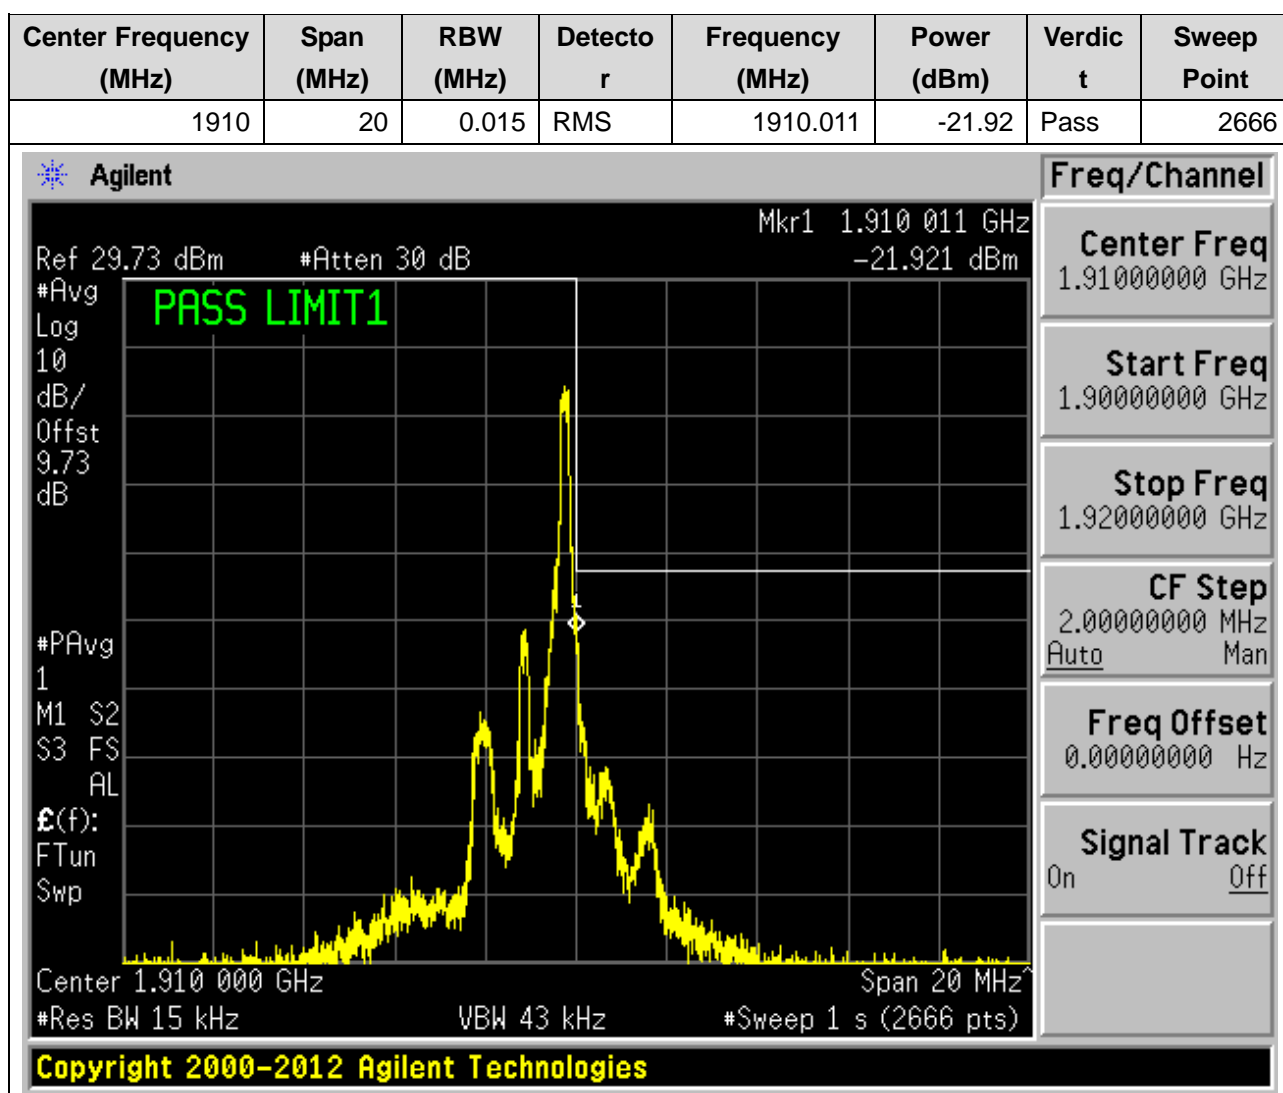 Center Frequency Span RBW Detecto Frequency Power Verdic Sweep
(MHz) (MHz) (MHz) r (MHz) (dBm) t Point
1910 20 0.015 RMS 1910.011 -21.92 Pass 2666
Agilent Freq/Channel
Mkr1 1.910 011 GHz
Ref 29.73 dBm #Atten 30 dB -21.921 dBm
#Avg
Log
10
dB/
Offst
9.73
dB
PASS LIMIT1
1
#PAvg
1
M1 S2
S3 FS
AL
£(f):
FTun
Swp
Center 1.910 000 GHz Span 20 MHz^
#Res BW 15 kHz VBW 43 kHz #Sweep 1 s (2666 pts)
Center Freq
1.91000000 GHz
Start Freq
1.90000000 GHz
Stop Freq
1.92000000 GHz
CF Step
2.00000000 MHz
Auto Man
Freq Offset
0.00000000 Hz
Signal Track
On Off
Copyright 2000-2012 Agilent Technologies